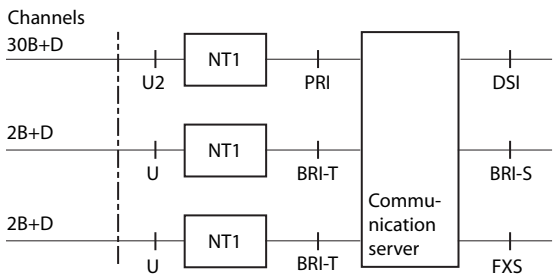 Channels
30B+D
NT1
U2
PRI
DSI
2B+D
NT1
U
BRI-T
BRI-S
2B+D
NT1
U
BRI-T
Commu-
nication
server
FXS